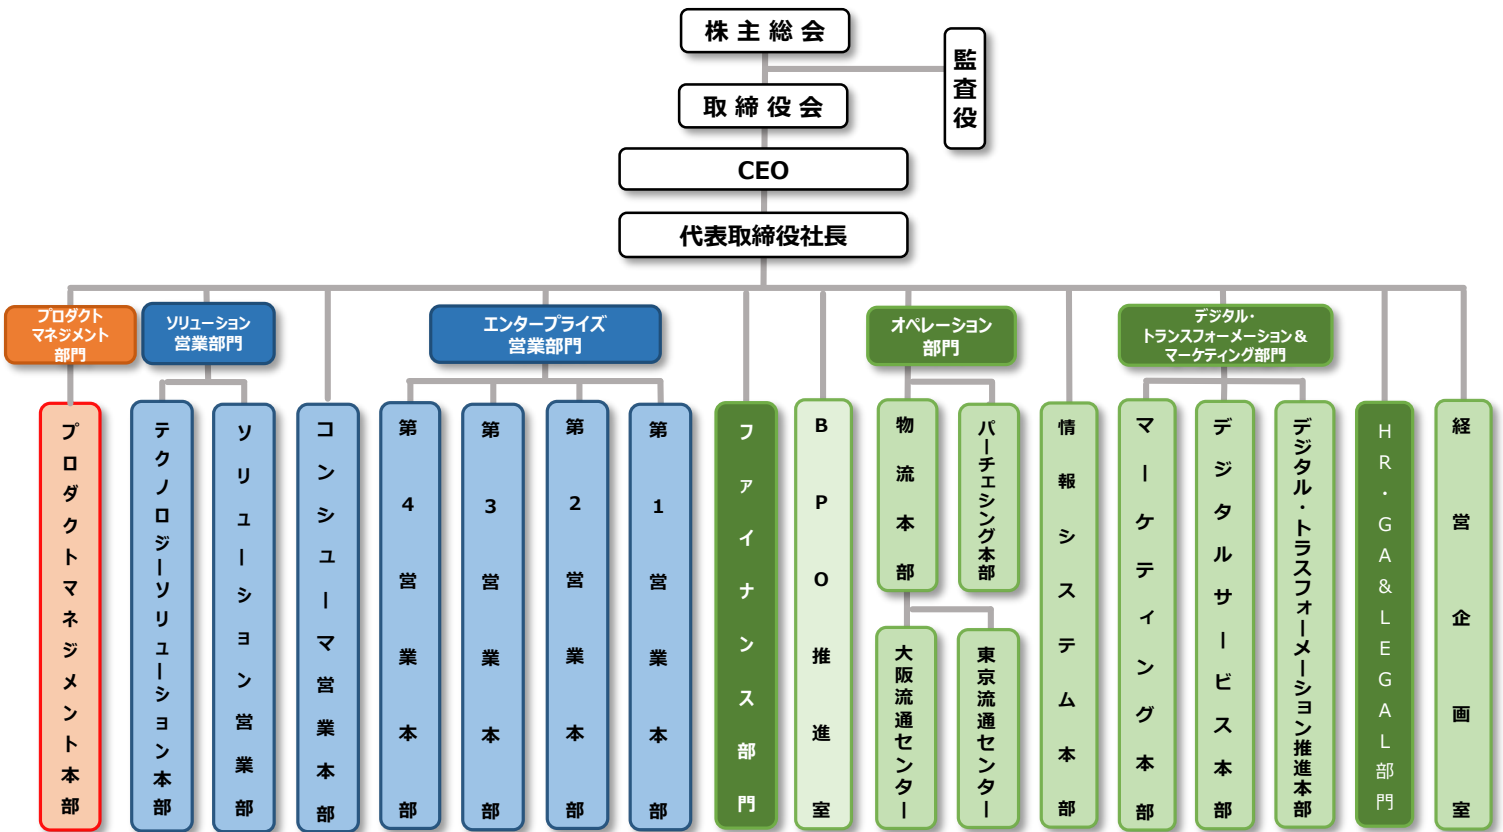 株主総会
監査役
取締役会
CEO
代表取締役社長
プロダクト
マネジメント
部門
ソリューション
営業部門
エンタープライズ
営業部門
オペレーション
部門
デジタル・
トランスフォーメーション＆
マーケティング部門
プロダクトマネジメント本部
テクノロジーソリューション本部
ソリューション営業部
コンシューマ営業本部
第4営業本部
第3営業本部
第2営業本部
第1営業本部
ファイナンス部門
BPO推進室
物流本部
パーチェシング本部
大阪流通センター
東京流通センター
情報システム本部
マーケティング本部
デジタルサービス本部
デジタル・トラスフォーメーション推進本部
HR・GA&LEGAL部門
経営企画室